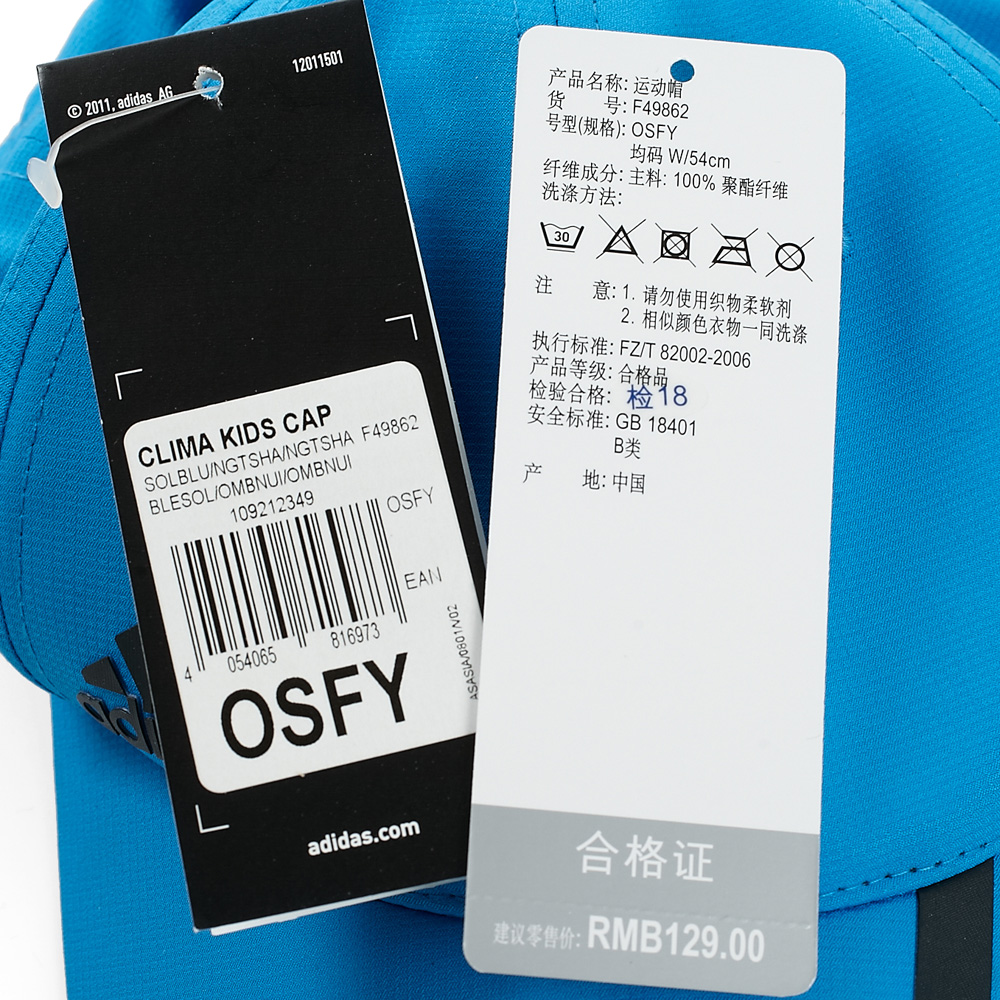 © 2011, adidas AG
12011501
CLIMA KIDS CAP
SOLBLU/NGTSHA/NGTSHA F49862
BLESOL/OMBNUI/OMBNUI
109212349
OSFY
EAN
4 054065 816973
OSFY
ASASIA/0801/V02
adidas.com
产品名称: 运动帽
货 号: F49862
号型(规格): OSFY
均码 W/54cm
纤维成分: 主料: 100% 聚酯纤维
洗涤方法:
30
注 意: 1. 请勿使用织物柔软剂
2. 相似颜色衣物一同洗涤
执行标准: FZ/T 82002-2006
产品等级: 合格品
检验合格: 检18
安全标准: GB 18401
B类
产 地: 中国
合格证
建议零售价: RMB129.00